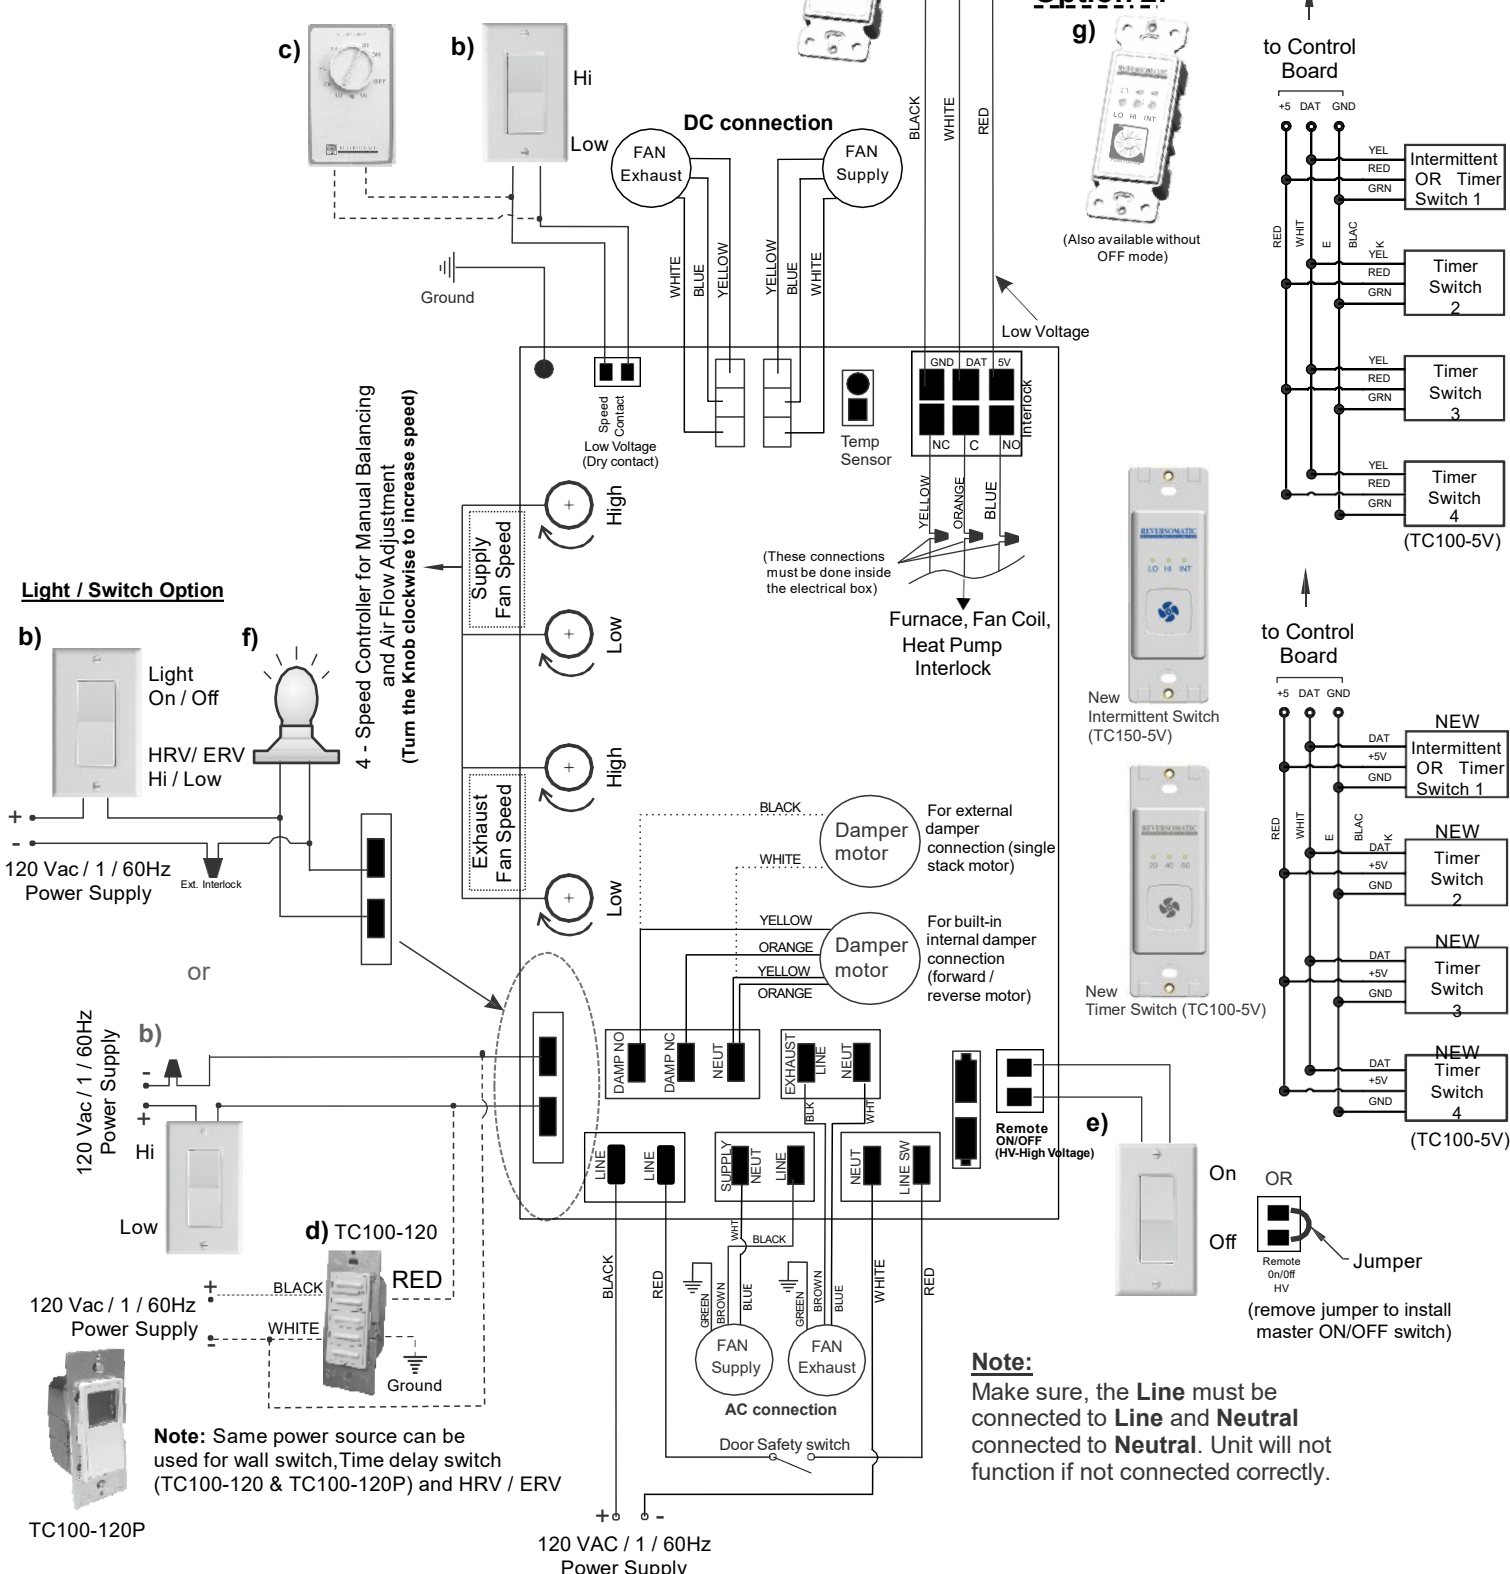 Option 2:
c)
b)
Hi
Low
DC connection
FAN
Exhaust
FAN
Supply
WHITE
BLUE
YELLOW
YELLOW
BLUE
WHITE
BLACK
WHITE
RED
Low Voltage
Ground
g)
REVERSOMATIC
LO HI INT
(Also available without
OFF mode)
to Control
Board
+5 DAT GND
YEL
RED
GRN
Intermittent
OR Timer
Switch 1
RED
WHIT
E
BLAC
K
YEL
RED
GRN
Timer
Switch
2
YEL
RED
GRN
Timer
Switch
3
YEL
RED
GRN
Timer
Switch
4
(TC100-5V)
Speed
Contact
Low Voltage
(Dry contact)
Temp
Sensor
GND DAT 5V
Interlock
NC C NO
YELLOW
ORANGE
BLUE
(These connections
must be done inside
the electrical box)
Furnace, Fan Coil,
Heat Pump
Interlock
4 - Speed Controller for Manual Balancing
and Air Flow Adjustment
(Turn the Knob clockwise to increase speed)
Supply
Fan Speed
High
Low
Exhaust
Fan Speed
High
Low
Light / Switch Option
b)
Light
On / Off
HRV/ ERV
Hi / Low
f)
+
-
120 Vac / 1 / 60Hz
Power Supply
Ext. Interlock
or
REVERSOMATIC
LO HI INT
New
Intermittent Switch
(TC150-5V)
REVERSOMATIC
20 40 60
New
Timer Switch (TC100-5V)
to Control
Board
+5 DAT GND
NEW
DAT
+5V
GND
Intermittent
OR Timer
Switch 1
RED
WHIT
E
BLAC
K
NEW
DAT
+5V
GND
Timer
Switch
2
NEW
DAT
+5V
GND
Timer
Switch
3
NEW
DAT
+5V
GND
Timer
Switch
4
(TC100-5V)
BLACK
WHITE
Damper
motor
For external
damper
connection (single
stack motor)
YELLOW
ORANGE
YELLOW
ORANGE
Damper
motor
For built-in
internal damper
connection
(forward /
reverse motor)
DAMP NO
DAMP NC
NEUT
EXHAUST
LINE
NEUT
BLK
WHT
LINE
LINE
SUPPLY
NEUT
LINE
NEUT
LINE SW
Remote
ON/OFF
(HV-High Voltage)
e)
On
Off
OR
Jumper
Remote
0n/0ff
HV
(remove jumper to install
master ON/OFF switch)
120 Vac / 1 / 60Hz
Power Supply
b)
-
+
Hi
Low
d) TC100-120
BLACK
RED
WHITE
+
-
120 Vac / 1 / 60Hz
Power Supply
Ground
TC100-120P
Note: Same power source can be
used for wall switch,Time delay switch
(TC100-120 & TC100-120P) and HRV / ERV
BLACK
RED
WHT
BLACK
GREEN
BROWN
BLUE
GREEN
BROWN
BLUE
WHITE
RED
FAN
Supply
FAN
Exhaust
AC connection
Door Safety switch
+ -
120 VAC / 1 / 60Hz
Power Supply
Note:
Make sure, the Line must be
connected to Line and Neutral
connected to Neutral. Unit will not
function if not connected correctly.